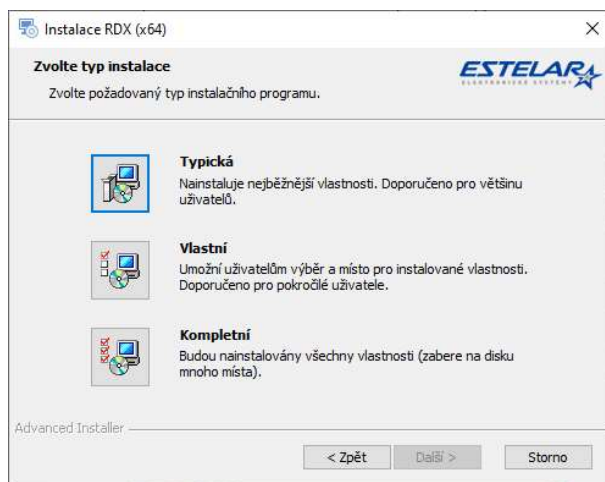 Instalace RDX (x64)
Zvolte typ instalace
Zvolte požadovaný typ instalačního programu.
ESTELAR
ELEKTRONICKÉ SYSTÉMY
Typická
Nainstaluje nejběžnější vlastnosti. Doporučeno pro většinu
uživatelů.
Vlastní
Umožní uživatelům výběr a místo pro instalované vlastnosti.
Doporučeno pro pokročilé uživatele.
Kompletní
Budou nainstalovány všechny vlastnosti (zabere na disku
mnoho místa).
Advanced Installer
< Zpět
Další >
Storno